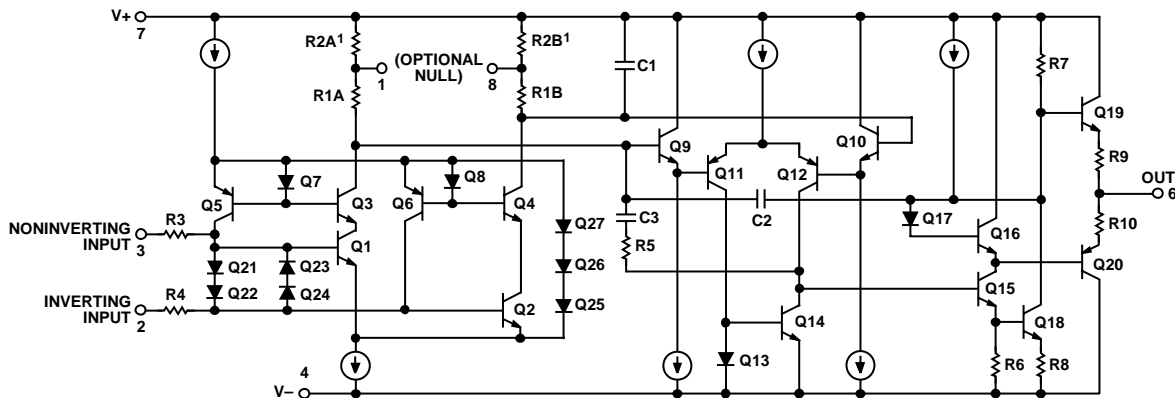 V+
7
R2A1
(OPTIONAL
NULL)
1
8
R2B1
R1A
R1B
C1
R7
Q19
R9
OUT
6
R10
Q20
Q9
Q10
Q11
Q12
Q7
Q8
Q5
Q3
Q6
Q4
Q27
Q26
Q25
R3
NONINVERTING
INPUT
3
Q1
Q21
Q23
Q22
Q24
R4
INVERTING
INPUT
2
Q2
C3
C2
R5
Q17
Q16
Q15
Q18
Q14
Q13
R6
R8
V–
4